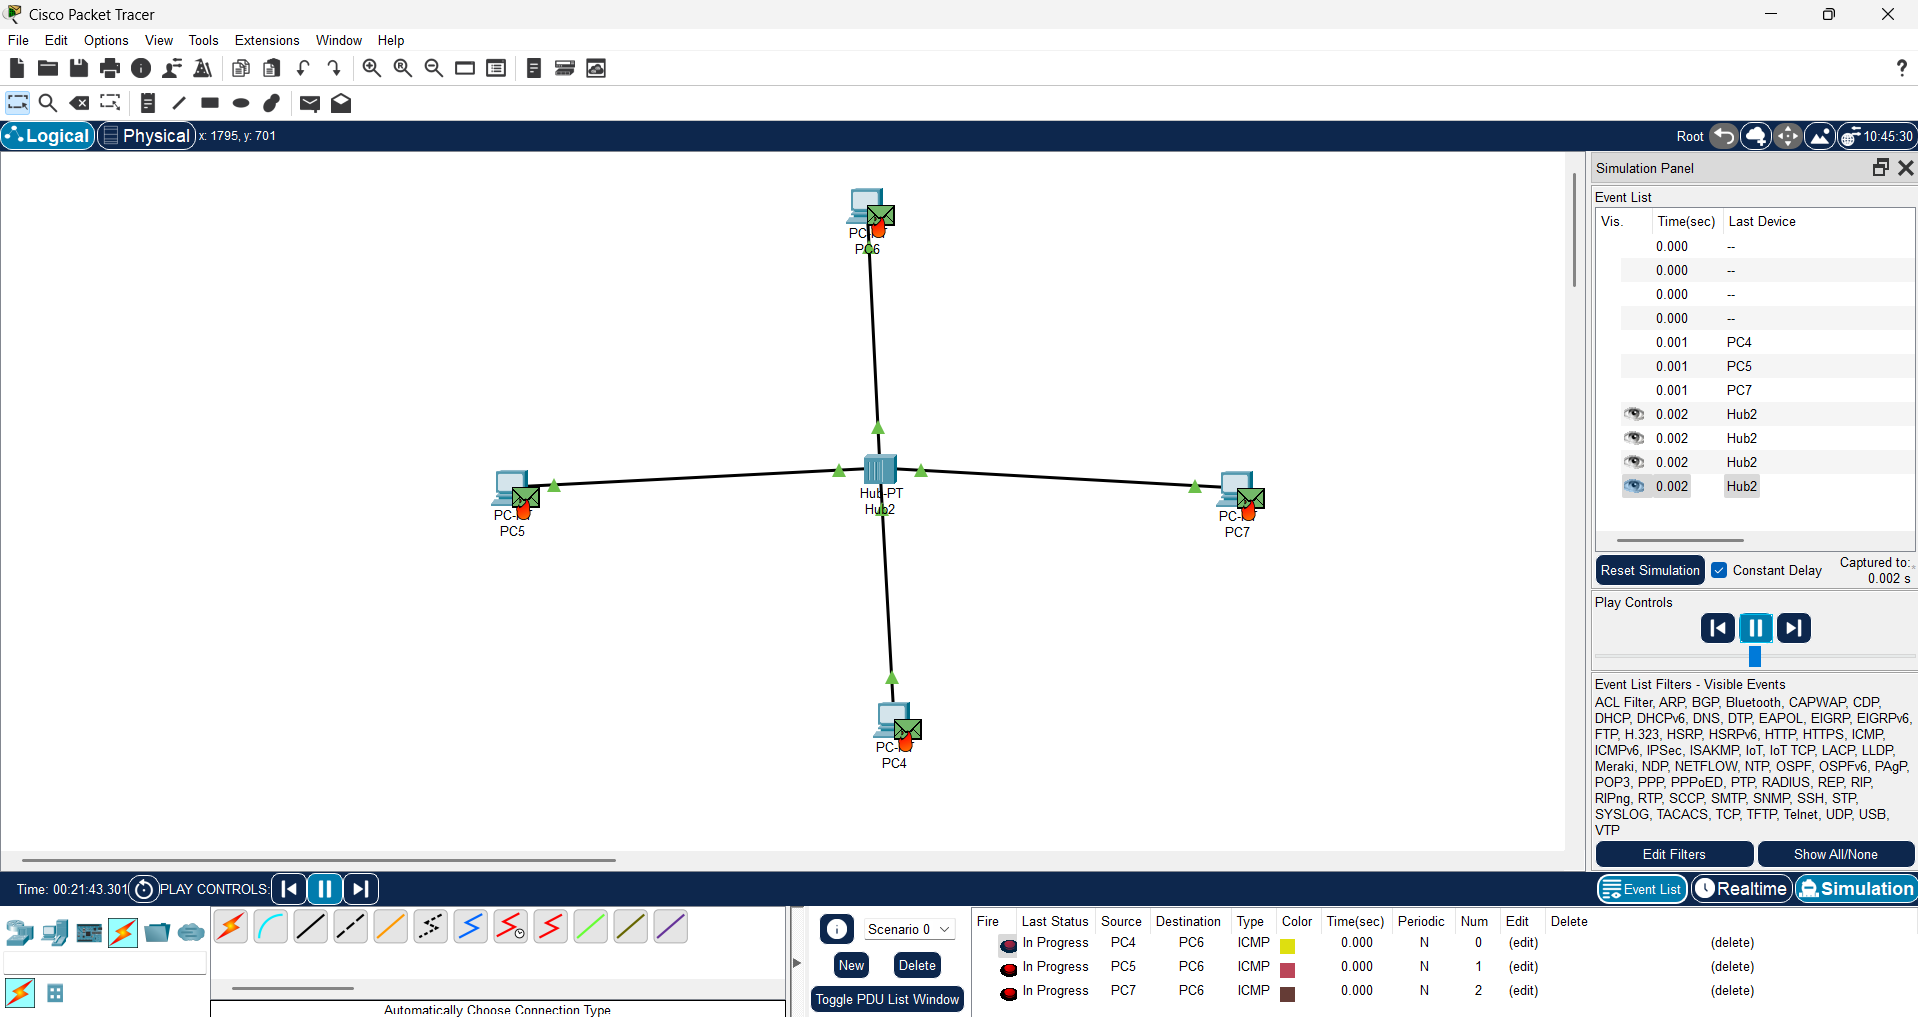 Cisco Packet Tracer
File Edit Options View Tools Extensions Window Help
Logical Physical x: 1795, y: 701 Root 10:45:30
PC6
PC5
Hub-PT
Hub2
PC7
PC4
Simulation Panel
Event List
Vis. Time(sec) Last Device
0.000 --
0.000 --
0.000 --
0.000 --
0.001 PC4
0.001 PC5
0.001 PC7
0.002 Hub2
0.002 Hub2
0.002 Hub2
0.002 Hub2
Reset Simulation Constant Delay Captured to:
0.002 s
Play Controls
Event List Filters - Visible Events
ACL Filter, ARP, BGP, Bluetooth, CAPWAP, CDP,
DHCP, DHCPv6, DNS, DTP, EAPOL, EIGRP, EIGRPv6,
FTP, H.323, HSRP, HSRPv6, HTTP, HTTPS, ICMP,
ICMPv6, IPSec, ISAKMP, IoT, IoT TCP, LACP, LLDP,
Meraki, NDP, NETFLOW, NTP, OSPF, OSPFv6, PAgP,
POP3, PPP, PPPoED, PTP, RADIUS, REP, RIP,
RIPng, RTP, SCCP, SMTP, SNMP, SSH, STP,
SYSLOG, TACACS, TCP, TFTP, Telnet, UDP, USB,
VTP
Edit Filters Show All/None
Time: 00:21:43.301 PLAY CONTROLS: Event List Realtime Simulation
Scenario 0
New Delete
Toggle PDU List Window
Automatically Choose Connection Type
Fire Last Status Source Destination Type Color Time(sec) Periodic Num Edit Delete
In Progress PC4 PC6 ICMP 0.000 N 0 (edit) (delete)
In Progress PC5 PC6 ICMP 0.000 N 1 (edit) (delete)
In Progress PC7 PC6 ICMP 0.000 N 2 (edit) (delete)